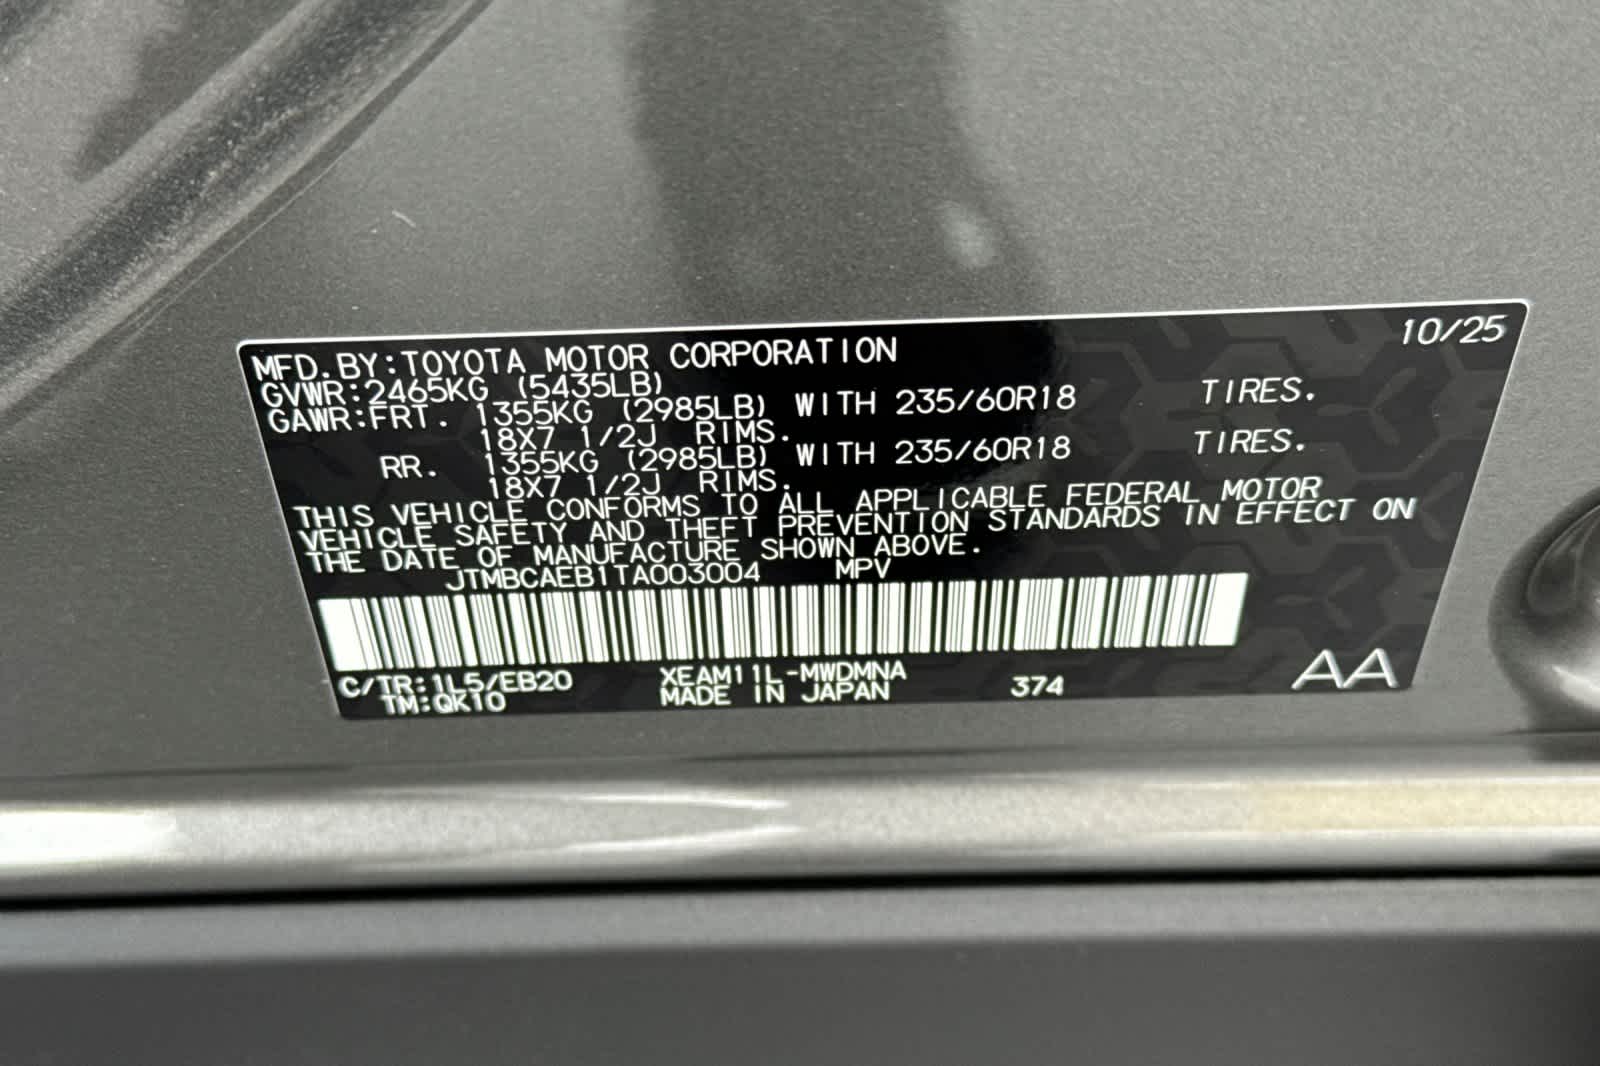 10/25
MFD.BY:TOYOTA MOTOR CORPORATION
GVWR:2465KG (5435LB)
GAWR:FRT. 1355KG (2985LB) WITH 235/60R18 TIRES.
18X7 1/2J RIMS.
RR. 1355KG (2985LB) WITH 235/60R18 TIRES.
18X7 1/2J RIMS.
THIS VEHICLE CONFORMS TO ALL APPLICABLE FEDERAL MOTOR
VEHICLE SAFETY AND THEFT PREVENTION STANDARDS IN EFFECT ON
THE DATE OF MANUFACTURE SHOWN ABOVE.
JTMBCAEB1TA003004 MPV
C/TR:1L5/EB20 XEAM11L-MWDMNA
TM:QK10 MADE IN JAPAN 374 AA